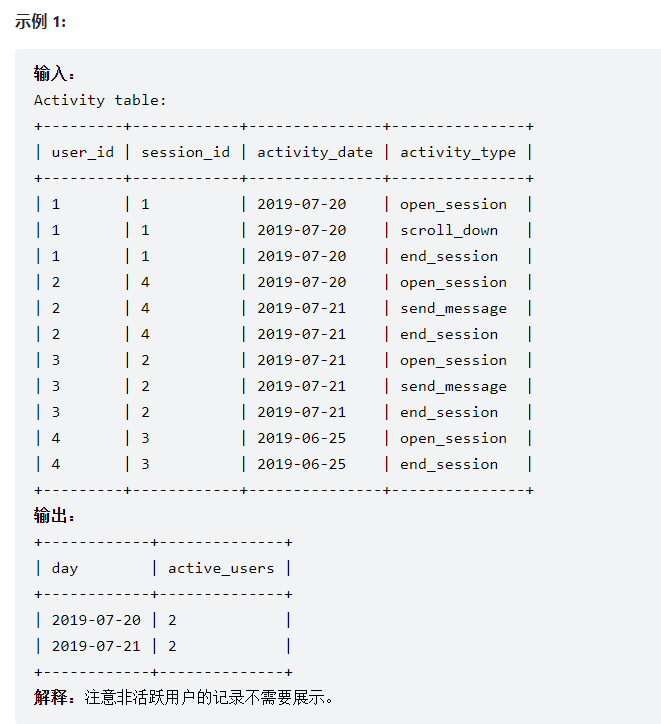 示例 1:
输入：
Activity table:
+---------+------------+---------------+---------------+
| user_id | session_id | activity_date | activity_type |
+---------+------------+---------------+---------------+
| 1       | 1          | 2019-07-20    | open_session  |
| 1       | 1          | 2019-07-20    | scroll_down   |
| 1       | 1          | 2019-07-20    | end_session   |
| 2       | 4          | 2019-07-20    | open_session  |
| 2       | 4          | 2019-07-21    | send_message  |
| 2       | 4          | 2019-07-21    | end_session   |
| 3       | 2          | 2019-07-21    | open_session  |
| 3       | 2          | 2019-07-21    | send_message  |
| 3       | 2          | 2019-07-21    | end_session   |
| 4       | 3          | 2019-06-25    | open_session  |
| 4       | 3          | 2019-06-25    | end_session   |
+---------+------------+---------------+---------------+
输出：
+------------+--------------+
| day        | active_users |
+------------+--------------+
| 2019-07-20 | 2            |
| 2019-07-21 | 2            |
+------------+--------------+
解释：注意非活跃用户的记录不需要展示。